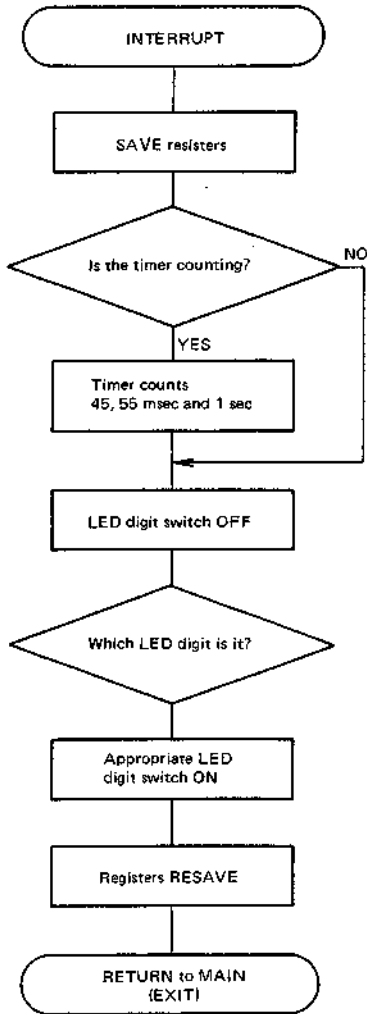 INTERRUPT
SAVE resisters
Is the timer counting?
NO
YES
Timer counts
45, 55 msec and 1 sec
LED digit switch OFF
Which LED digit is it?
Appropriate LED
digit switch ON
Registers RESAVE
RETURN to MAIN
(EXIT)